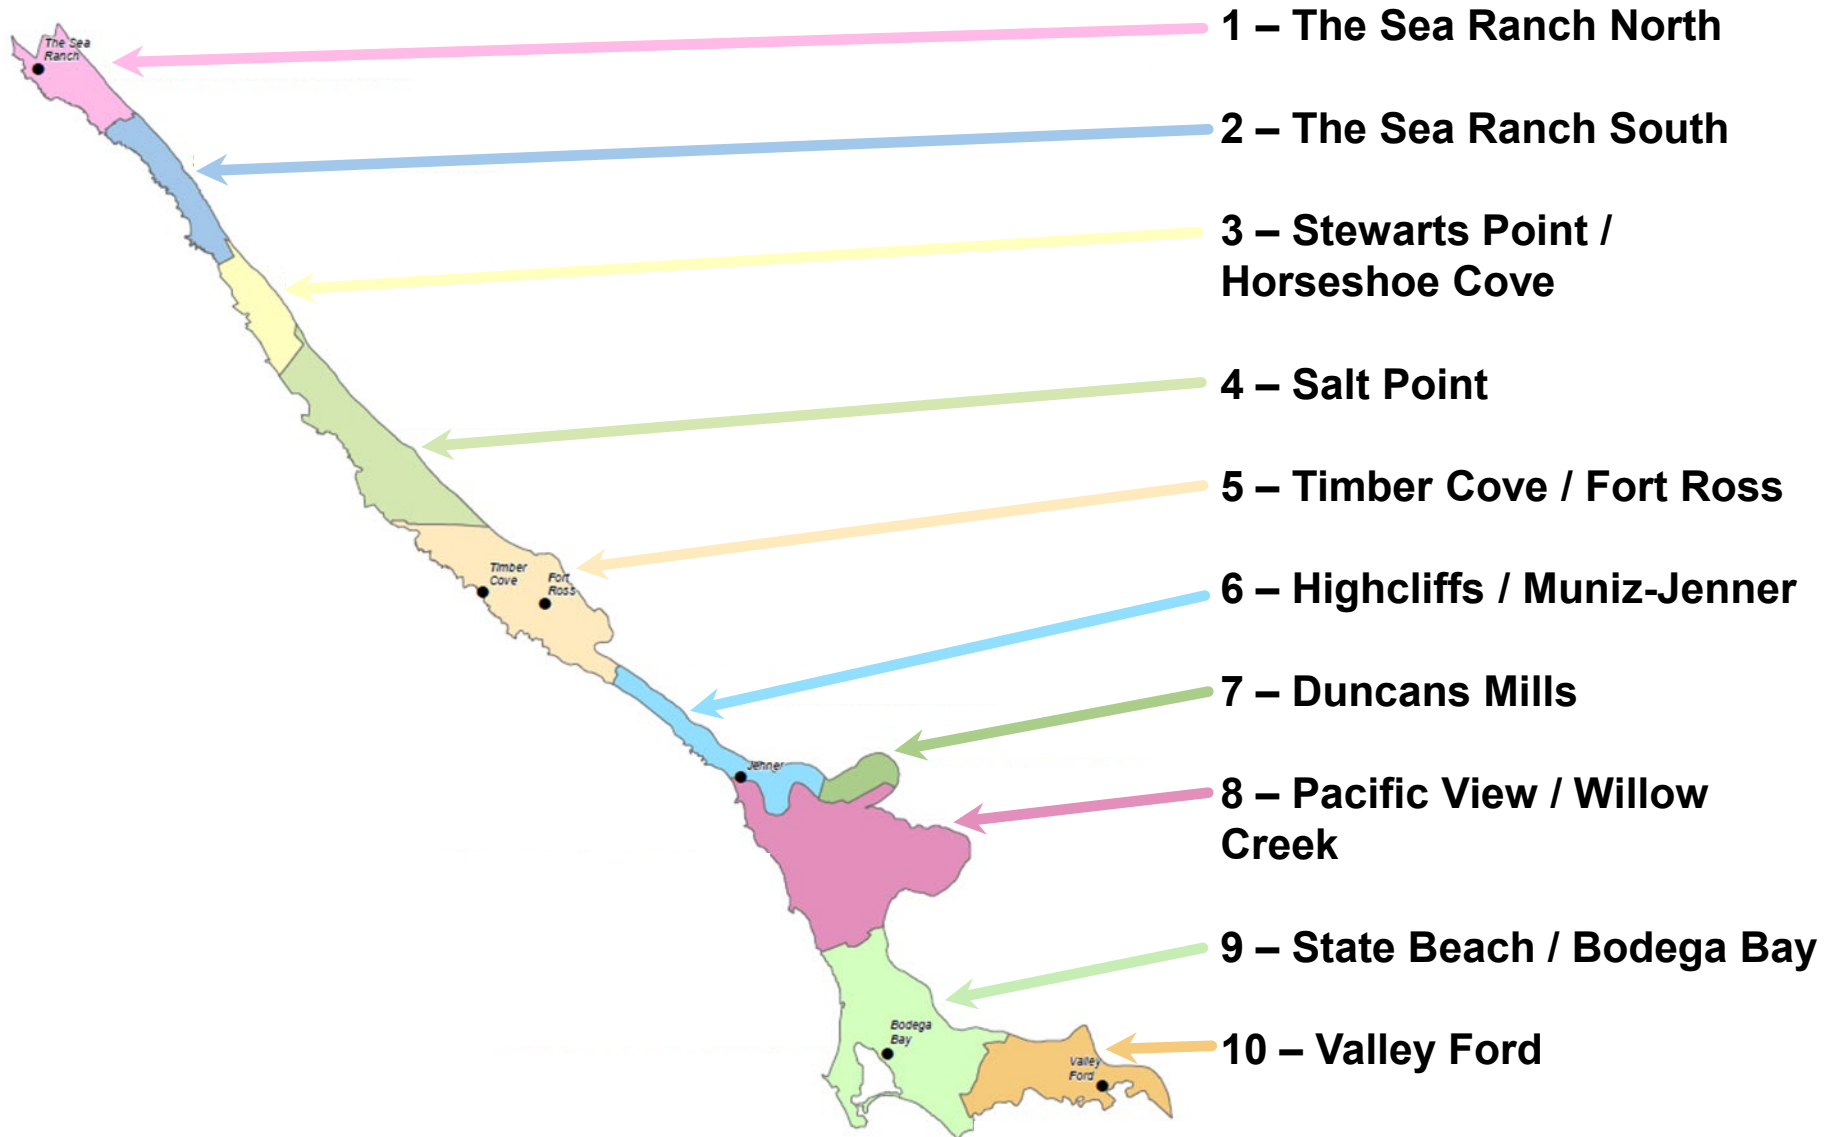 1 – The Sea Ranch North
2 – The Sea Ranch South
3 – Stewarts Point /
Horseshoe Cove
4 – Salt Point
5 – Timber Cove / Fort Ross
6 – Highcliffs / Muniz-Jenner
7 – Duncans Mills
8 – Pacific View / Willow
Creek
9 – State Beach / Bodega Bay
10 – Valley Ford
The Sea
Ranch
Timber
Cove
Fort
Ross
Jenner
Bodega
Bay
Valley
Ford